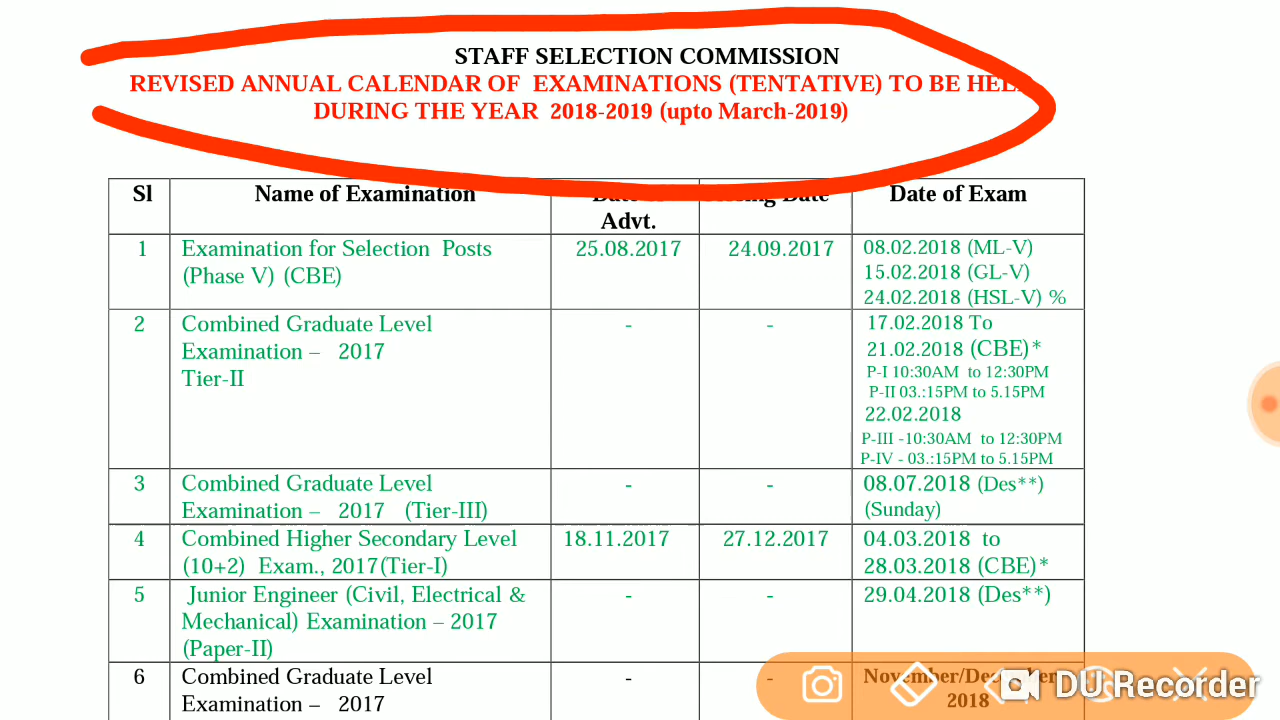 STAFF SELECTION COMMISSION
REVISED ANNUAL CALENDAR OF EXAMINATIONS (TENTATIVE) TO BE HEL
DURING THE YEAR 2018-2019 (upto March-2019)
Sl Name of Examination Date Date of Exam
Advt.
1 Examination for Selection Posts 25.08.2017 24.09.2017 08.02.2018 (ML-V)
(Phase V) (CBE) 15.02.2018 (GL-V)
24.02.2018 (HSL-V) %
2 Combined Graduate Level - - 17.02.2018 To
Examination – 2017 21.02.2018 (CBE)*
Tier-II P-I 10:30AM to 12:30PM
P-II 03.:15PM to 5.15PM
22.02.2018
P-III -10:30AM to 12:30PM
P-IV - 03.:15PM to 5.15PM
3 Combined Graduate Level - - 08.07.2018 (Des**)
Examination – 2017 (Tier-III) (Sunday)
4 Combined Higher Secondary Level 18.11.2017 27.12.2017 04.03.2018 to
(10+2) Exam., 2017(Tier-I) 28.03.2018 (CBE)*
5 Junior Engineer (Civil, Electrical & - - 29.04.2018 (Des**)
Mechanical) Examination – 2017
(Paper-II)
6 Combined Graduate Level - - November/
Examination – 2017 2018
DU Recorder